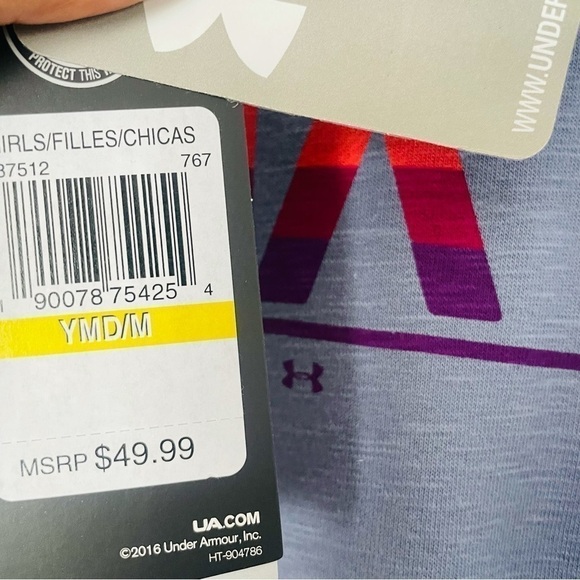 PROTECT THIS
WWW.UNDER
IRLS/FILLES/CHICAS
37512 767
90078 75425 4
YMD/M
MSRP $49.99
UA.COM
©2016 Under Armour, Inc.
HT-904786